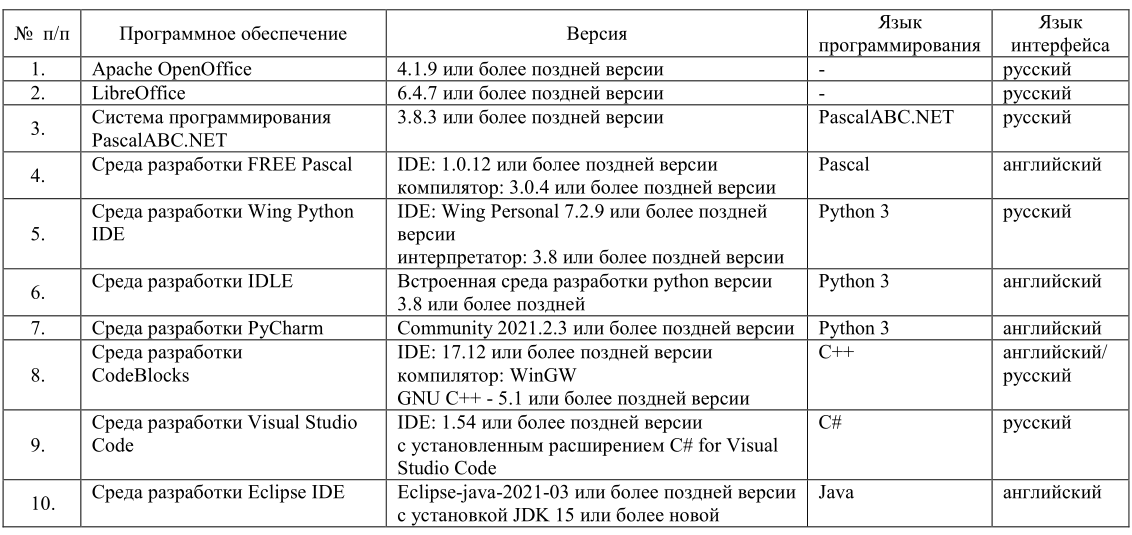 № п/п Программное обеспечение Версия Язык программирования Язык интерфейса
1. Apache OpenOffice 4.1.9 или более поздней версии - русский
2. LibreOffice 6.4.7 или более поздней версии - русский
3. Система программирования PascalABC.NET 3.8.3 или более поздней версии PascalABC.NET русский
4. Среда разработки FREE Pascal IDE: 1.0.12 или более поздней версии
компилятор: 3.0.4 или более поздней версии Pascal английский
5. Среда разработки Wing Python IDE IDE: Wing Personal 7.2.9 или более поздней версии
интерпретатор: 3.8 или более поздней версии Python 3 русский
6. Среда разработки IDLE Встроенная среда разработки python версии 3.8 или более поздней Python 3 английский
7. Среда разработки PyCharm Community 2021.2.3 или более поздней версии Python 3 английский
8. Среда разработки CodeBlocks IDE: 17.12 или более поздней версии
компилятор: WinGW
GNU C++ - 5.1 или более поздней версии C++ английский/русский
9. Среда разработки Visual Studio Code IDE: 1.54 или более поздней версии
с установленным расширением C# for Visual Studio Code C# русский
10. Среда разработки Eclipse IDE Eclipse-java-2021-03 или более поздней версии
с установкой JDK 15 или более новой Java английский